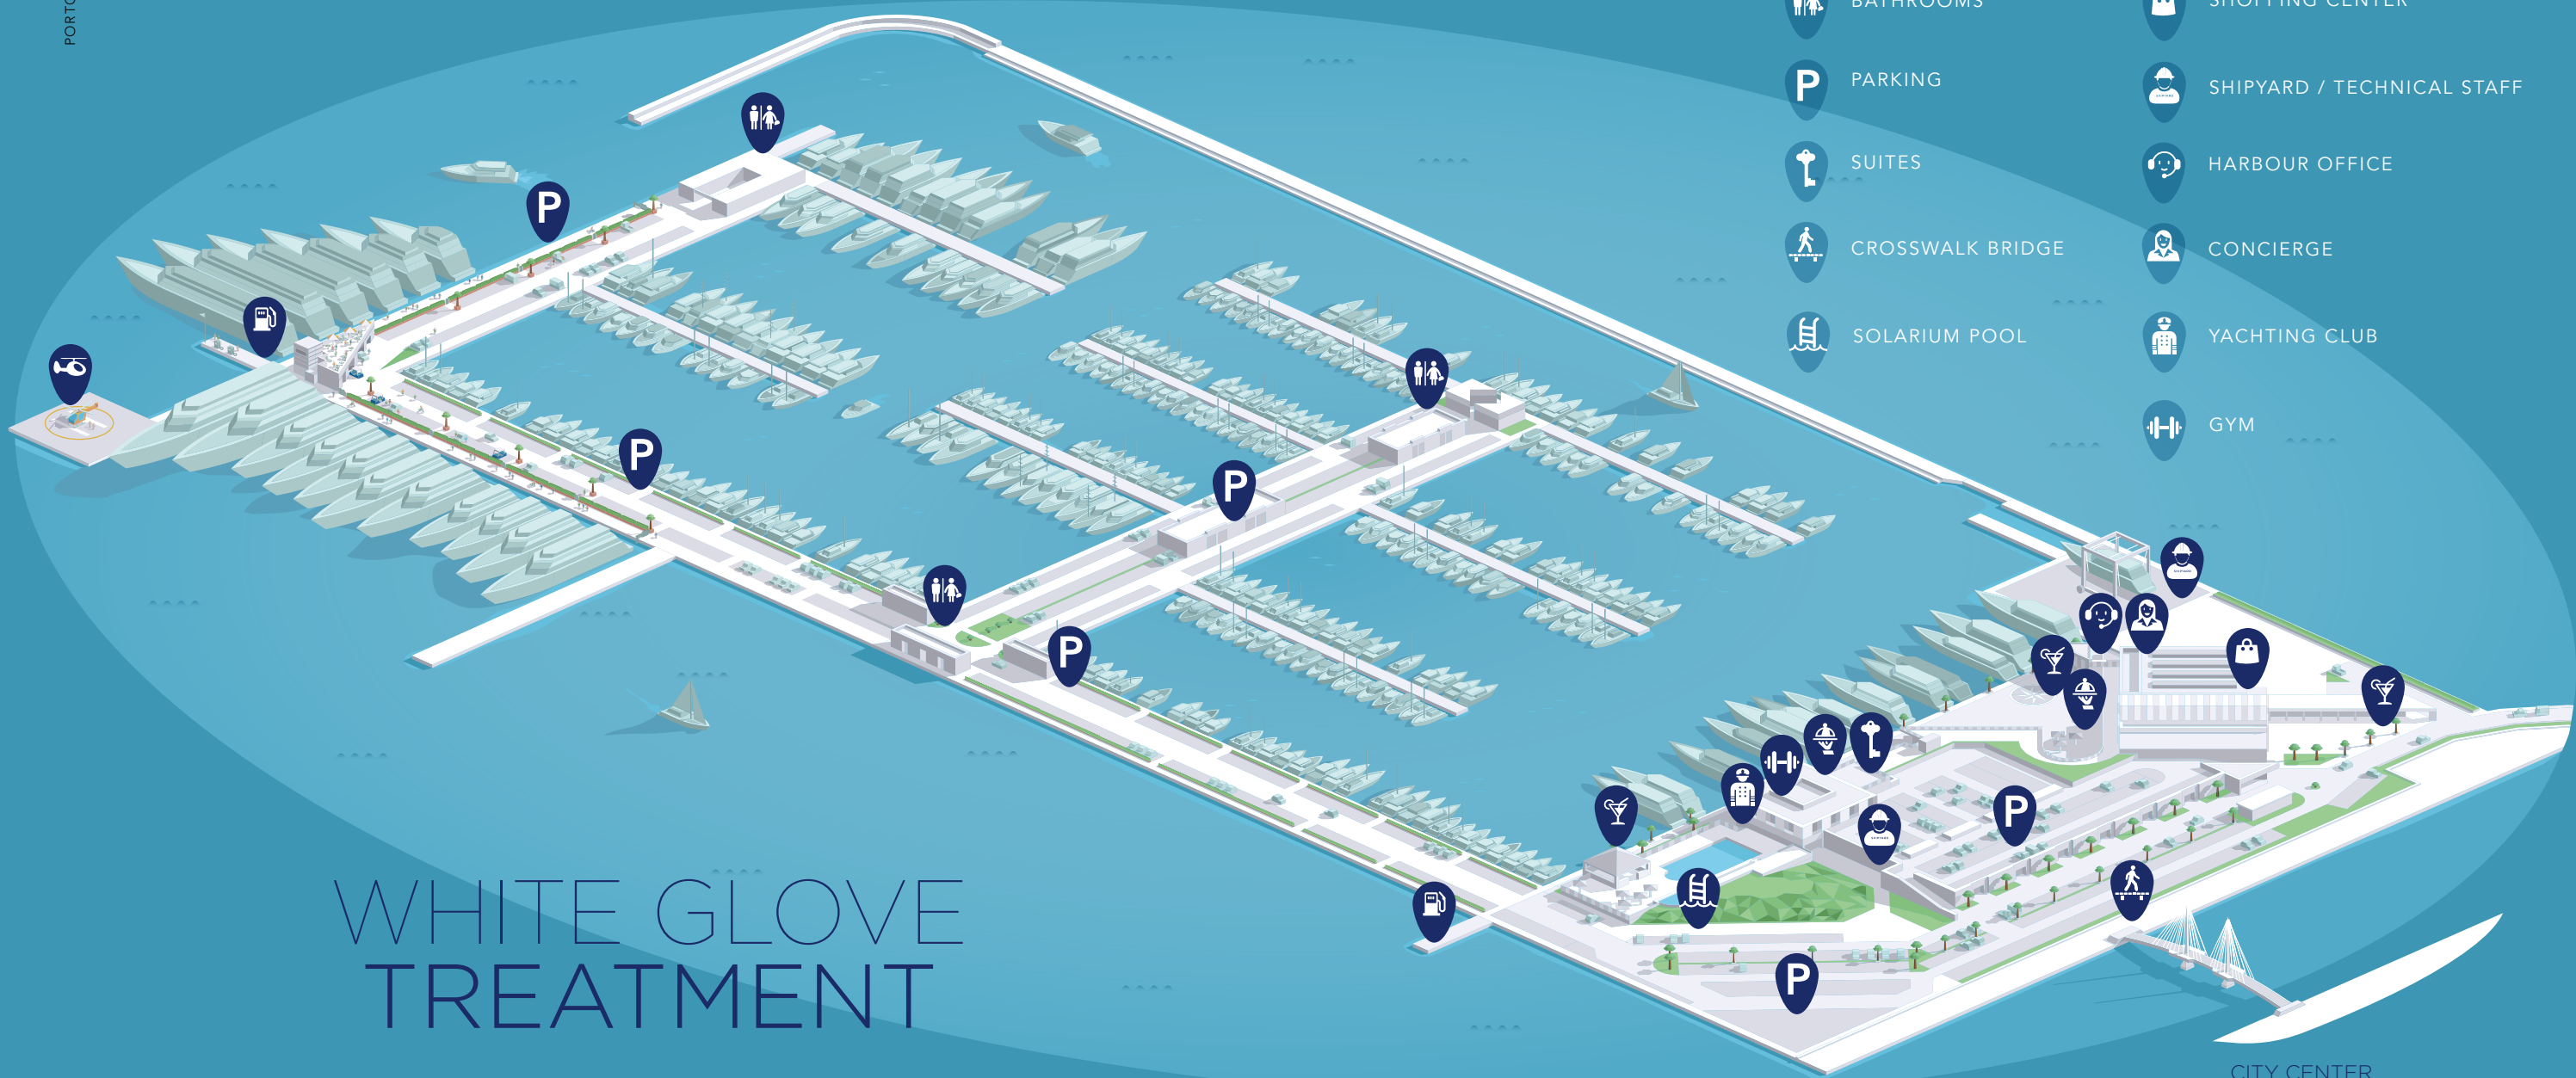 PORTO
BATHROOMS
PARKING
SUITES
CROSSWALK BRIDGE
SOLARIUM POOL
SHOPPING CENTER
SHIPYARD / TECHNICAL STAFF
HARBOUR OFFICE
CONCIERGE
YACHTING CLUB
GYM
P
P
P
P
P
P
P
P
WHITE GLOVE
TREATMENT
CITY CENTER